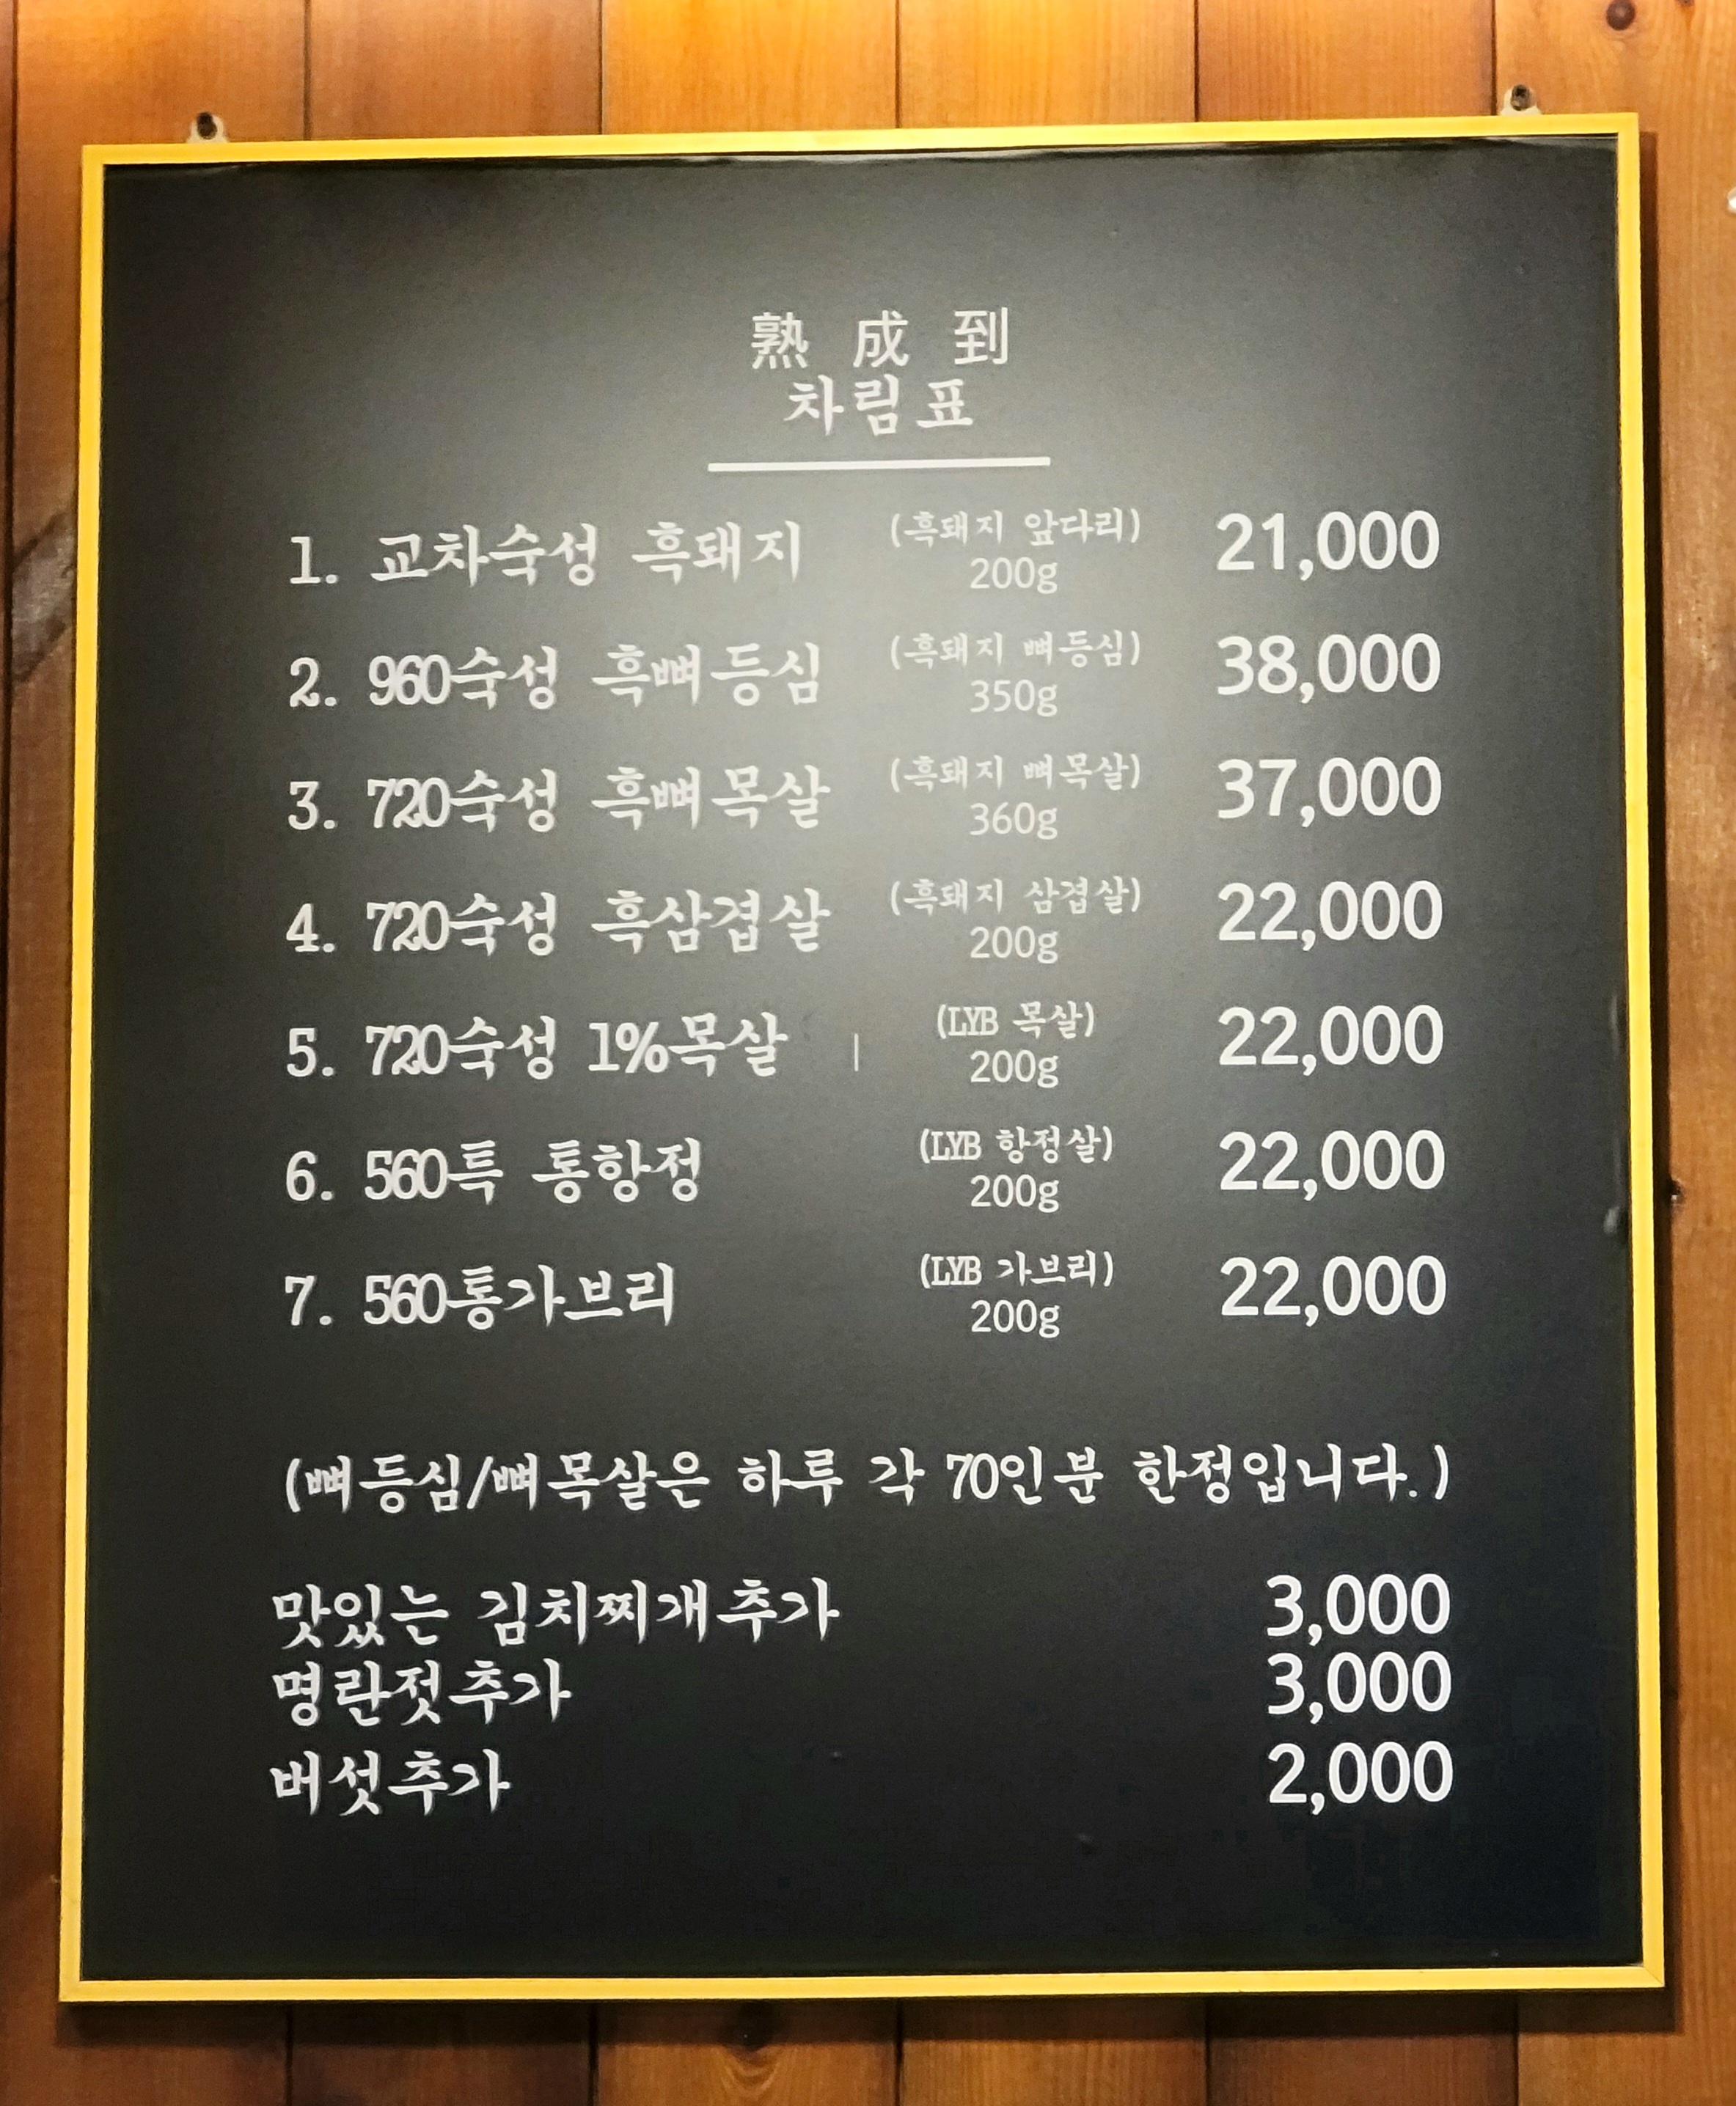 熟成到
차림표
1. 교차숙성 흑돼지 (흑돼지 앞다리) 200g 21,000
2. 960숙성 흑뼈등심 (흑돼지 뼈등심) 350g 38,000
3. 720숙성 흑뼈목살 (흑돼지 뼈목살) 360g 37,000
4. 720숙성 흑삼겹살 (흑돼지 삼겹살) 200g 22,000
5. 720숙성 1%목살 (LYB 목살) 200g 22,000
6. 560특 통항정 (LYB 항정살) 200g 22,000
7. 560통가브리 (LYB 가브리) 200g 22,000
(뼈등심/뼈목살은 하루 각 70인분 한정입니다.)
맛있는 김치찌개추가 3,000
명란젓추가 3,000
버섯추가 2,000